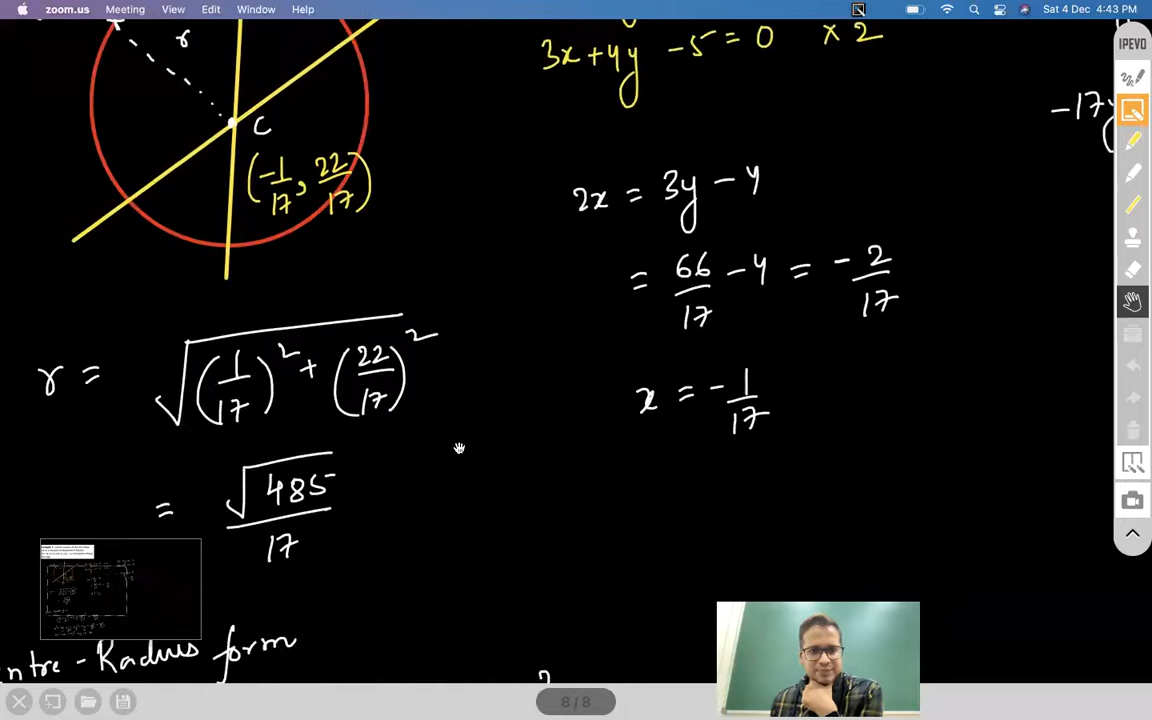 zoom.us Meeting View Edit Window Help Sat 4 Dec 4:43 PM
IPEVO
r
3x + 4y - 5 = 0 × 2
-17y
C
(-1/17, 22/17)
2x = 3y - 4
= 66/17 - 4 = - 2/17
r = √((1/17)² + (22/17)²)
x = - 1/17
= √485/17
ntre - Radius form
2
8 / 8